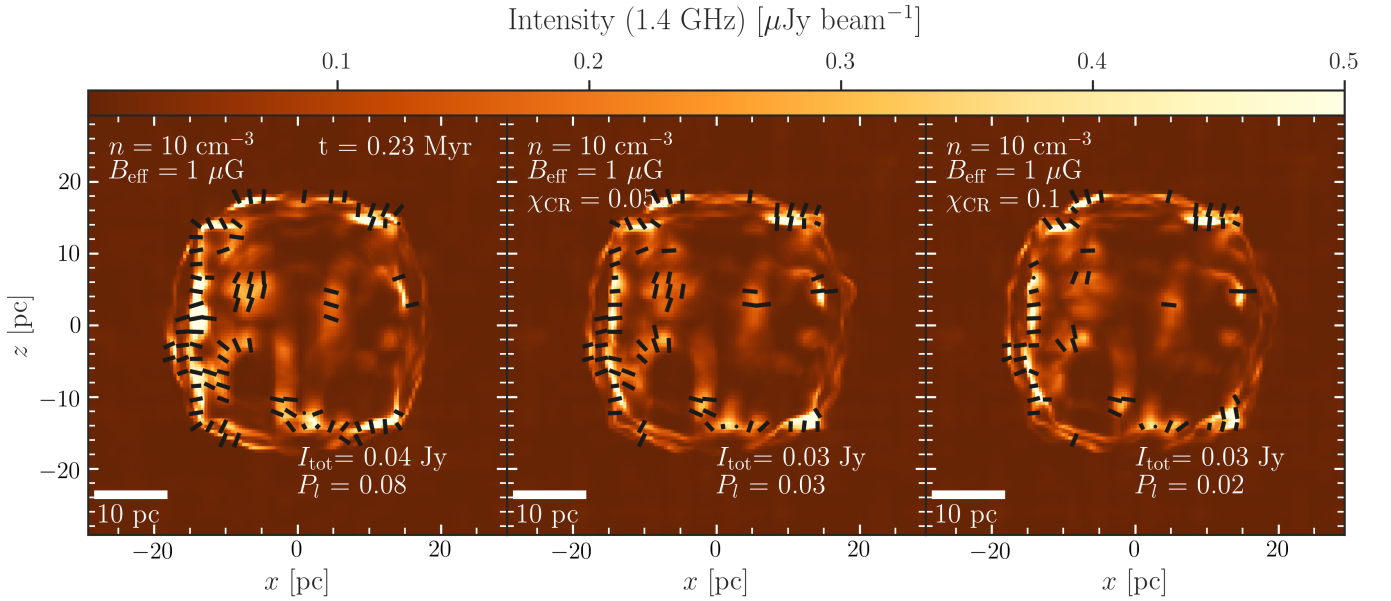 Intensity (1.4 GHz) [μJy beam⁻¹]
0.1 0.2 0.3 0.4 0.5
n = 10 cm⁻³ t = 0.23 Myr
B_eff = 1 μG
n = 10 cm⁻³
B_eff = 1 μG
χ_CR = 0.05
n = 10 cm⁻³
B_eff = 1 μG
χ_CR = 0.1
20
10
0
−10
−20
z [pc]
I_tot= 0.04 Jy
P_l = 0.08
10 pc
I_tot= 0.03 Jy
P_l = 0.03
10 pc
I_tot= 0.03 Jy
P_l = 0.02
10 pc
−20 0 20 −20 0 20 −20 0 20
x [pc] x [pc] x [pc]